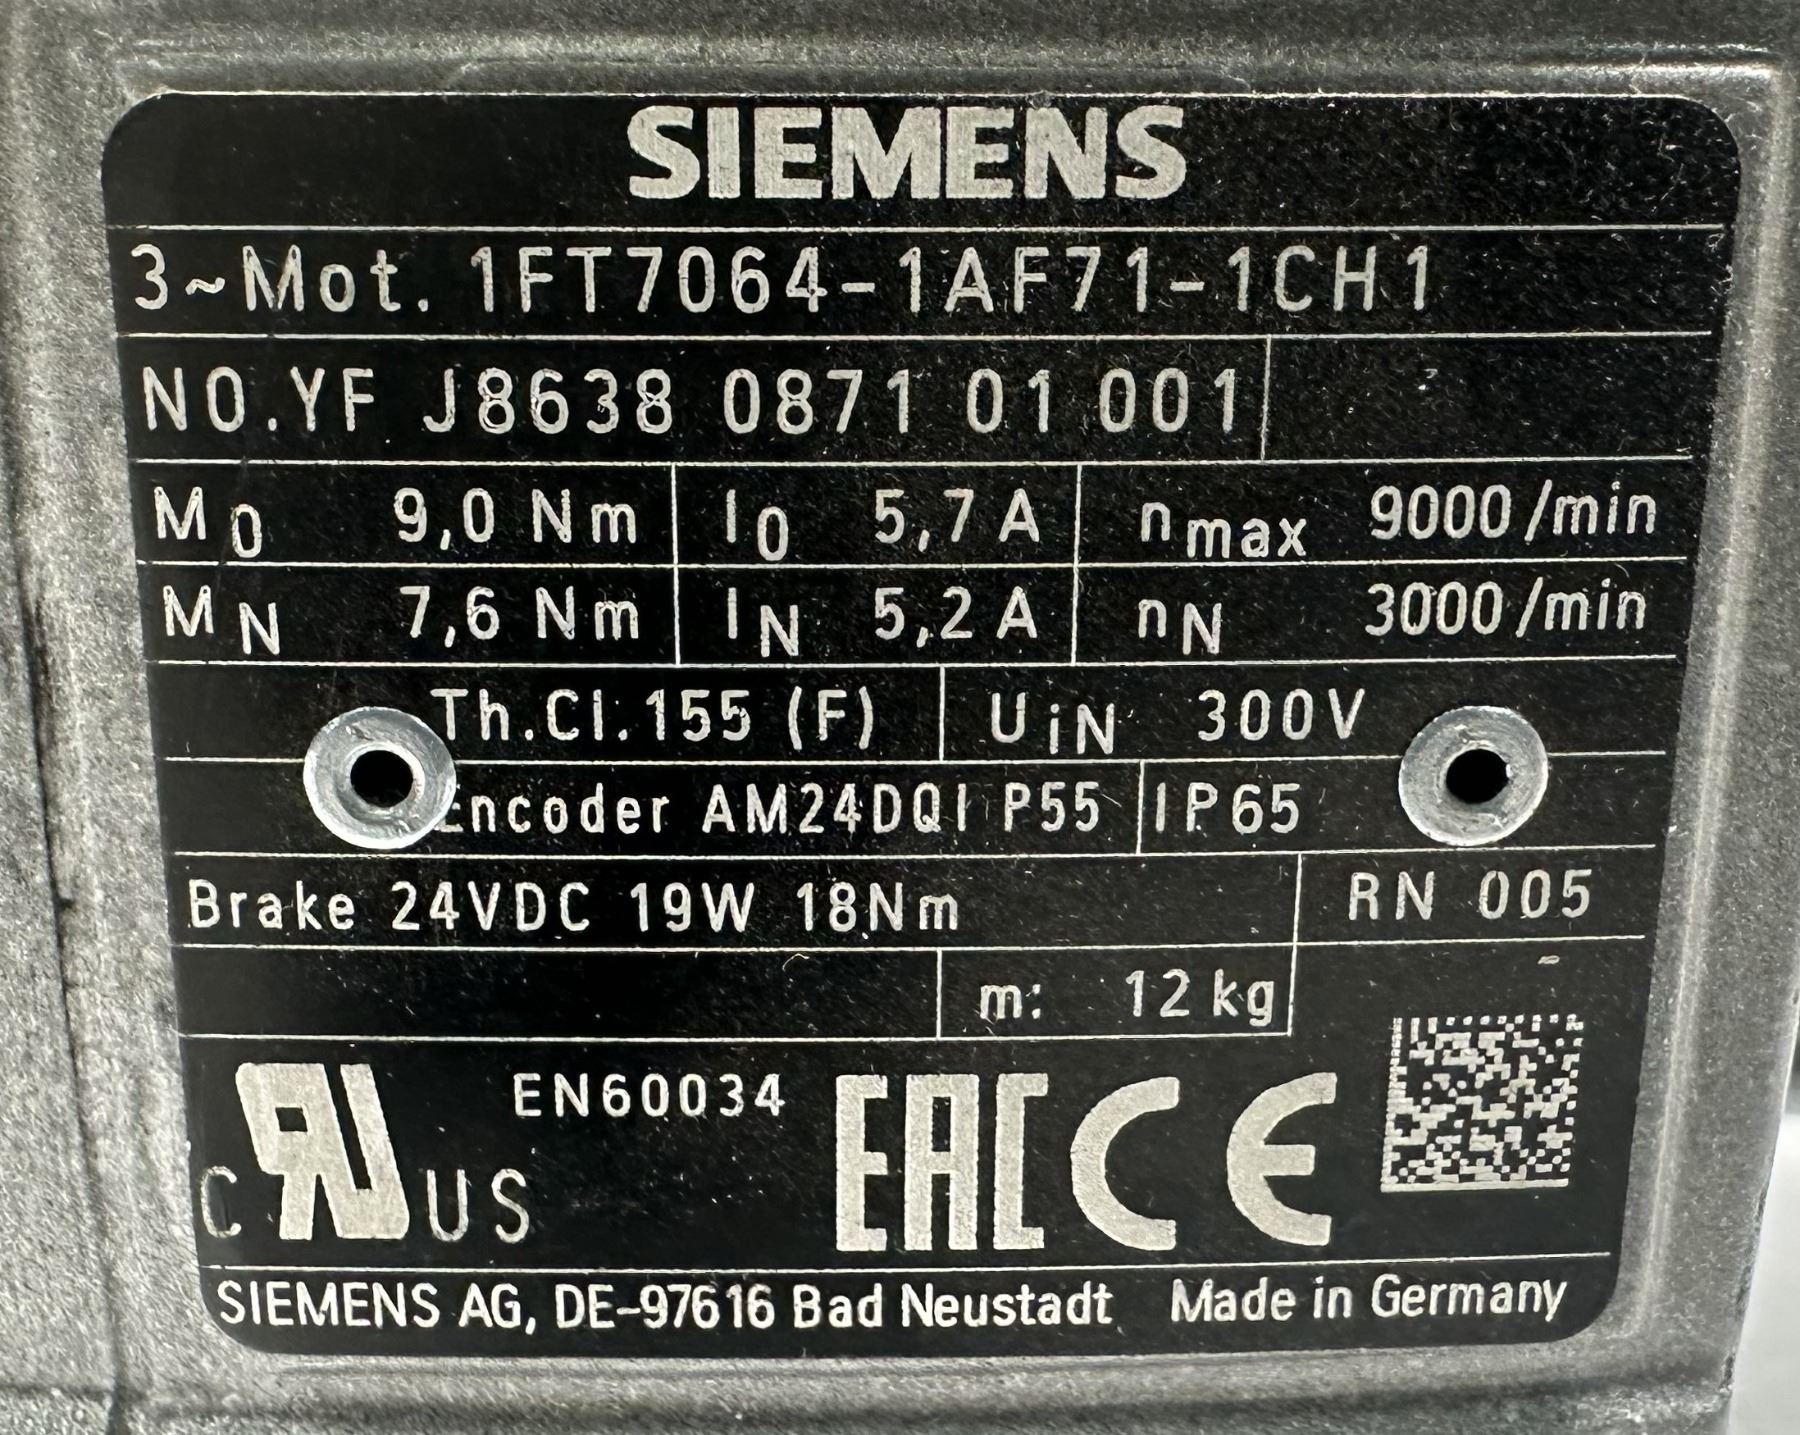 SIEMENS
3~Mot. 1FT7064-1AF71-1CH1
NO.YF J8638 0871 01 001
M0 9,0 Nm I0 5,7 A nmax 9000/min
MN 7,6 Nm IN 5,2 A nN 3000/min
Th.Cl. 155 (F) UiN 300V
Encoder AM24DQI P55 IP65
Brake 24VDC 19W 18Nm RN 005
m: 12 kg
C RU US EN60034 EAC CE
SIEMENS AG, DE-97616 Bad Neustadt Made in Germany